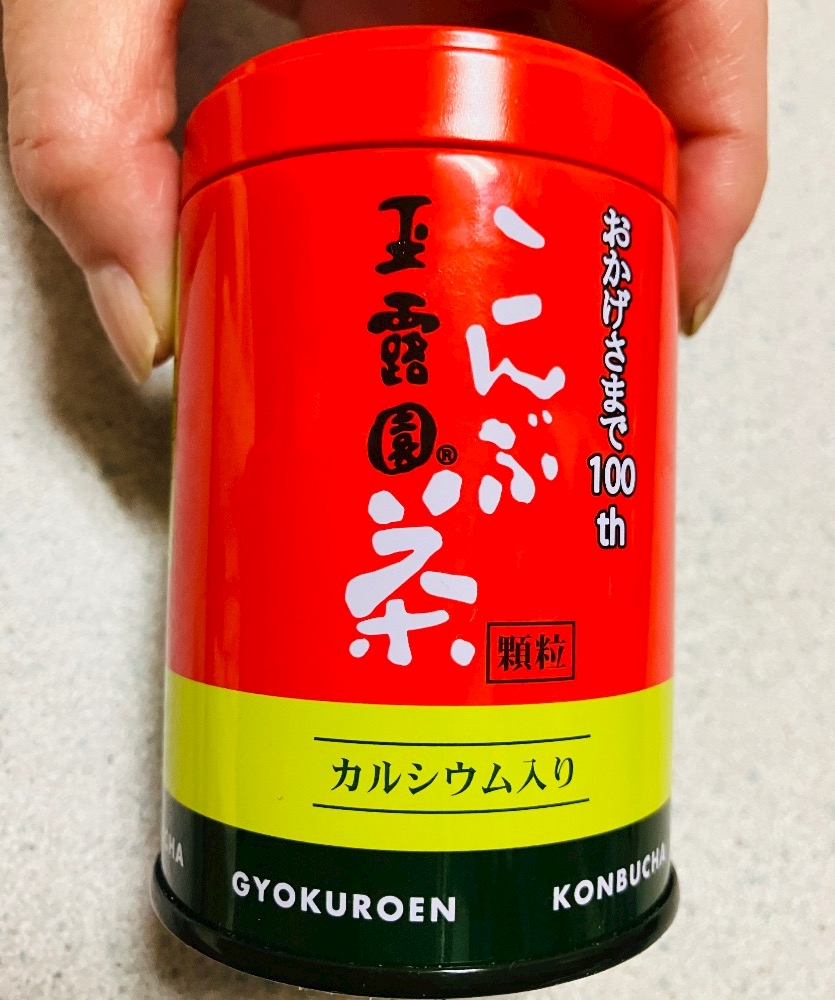 おかげさまで100th
こんぶ茶
玉露園®
顆粒
カルシウム入り
GYOKUROEN
KONBUCHA